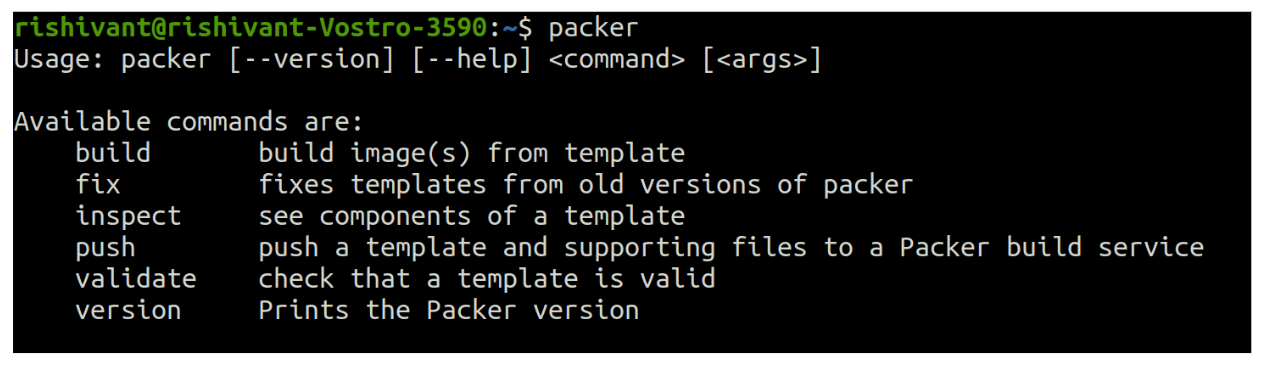 rishivant@rishivant-Vostro-3590:~$ packer
Usage: packer [--version] [--help] <command> [<args>]

Available commands are:
    build       build image(s) from template
    fix         fixes templates from old versions of packer
    inspect     see components of a template
    push        push a template and supporting files to a Packer build service
    validate    check that a template is valid
    version     Prints the Packer version